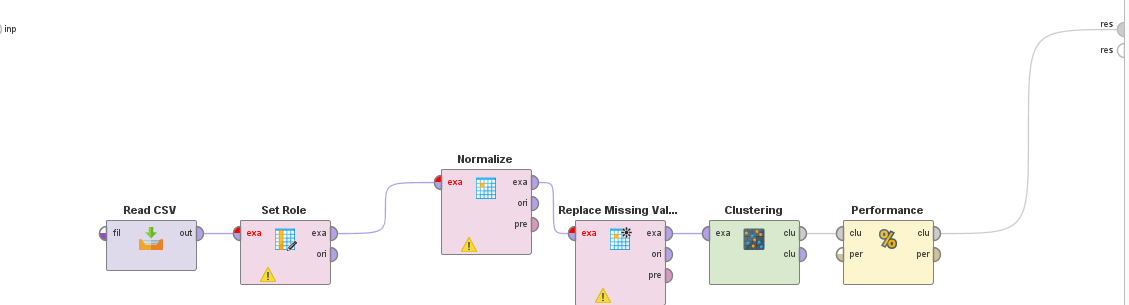 inp
res
res
Read CSV
fil
out
Set Role
exa
exa
ori
Normalize
exa
exa
ori
pre
Replace Missing Val...
exa
exa
ori
pre
Clustering
exa
clu
clu
Performance
clu
clu
per
per
%